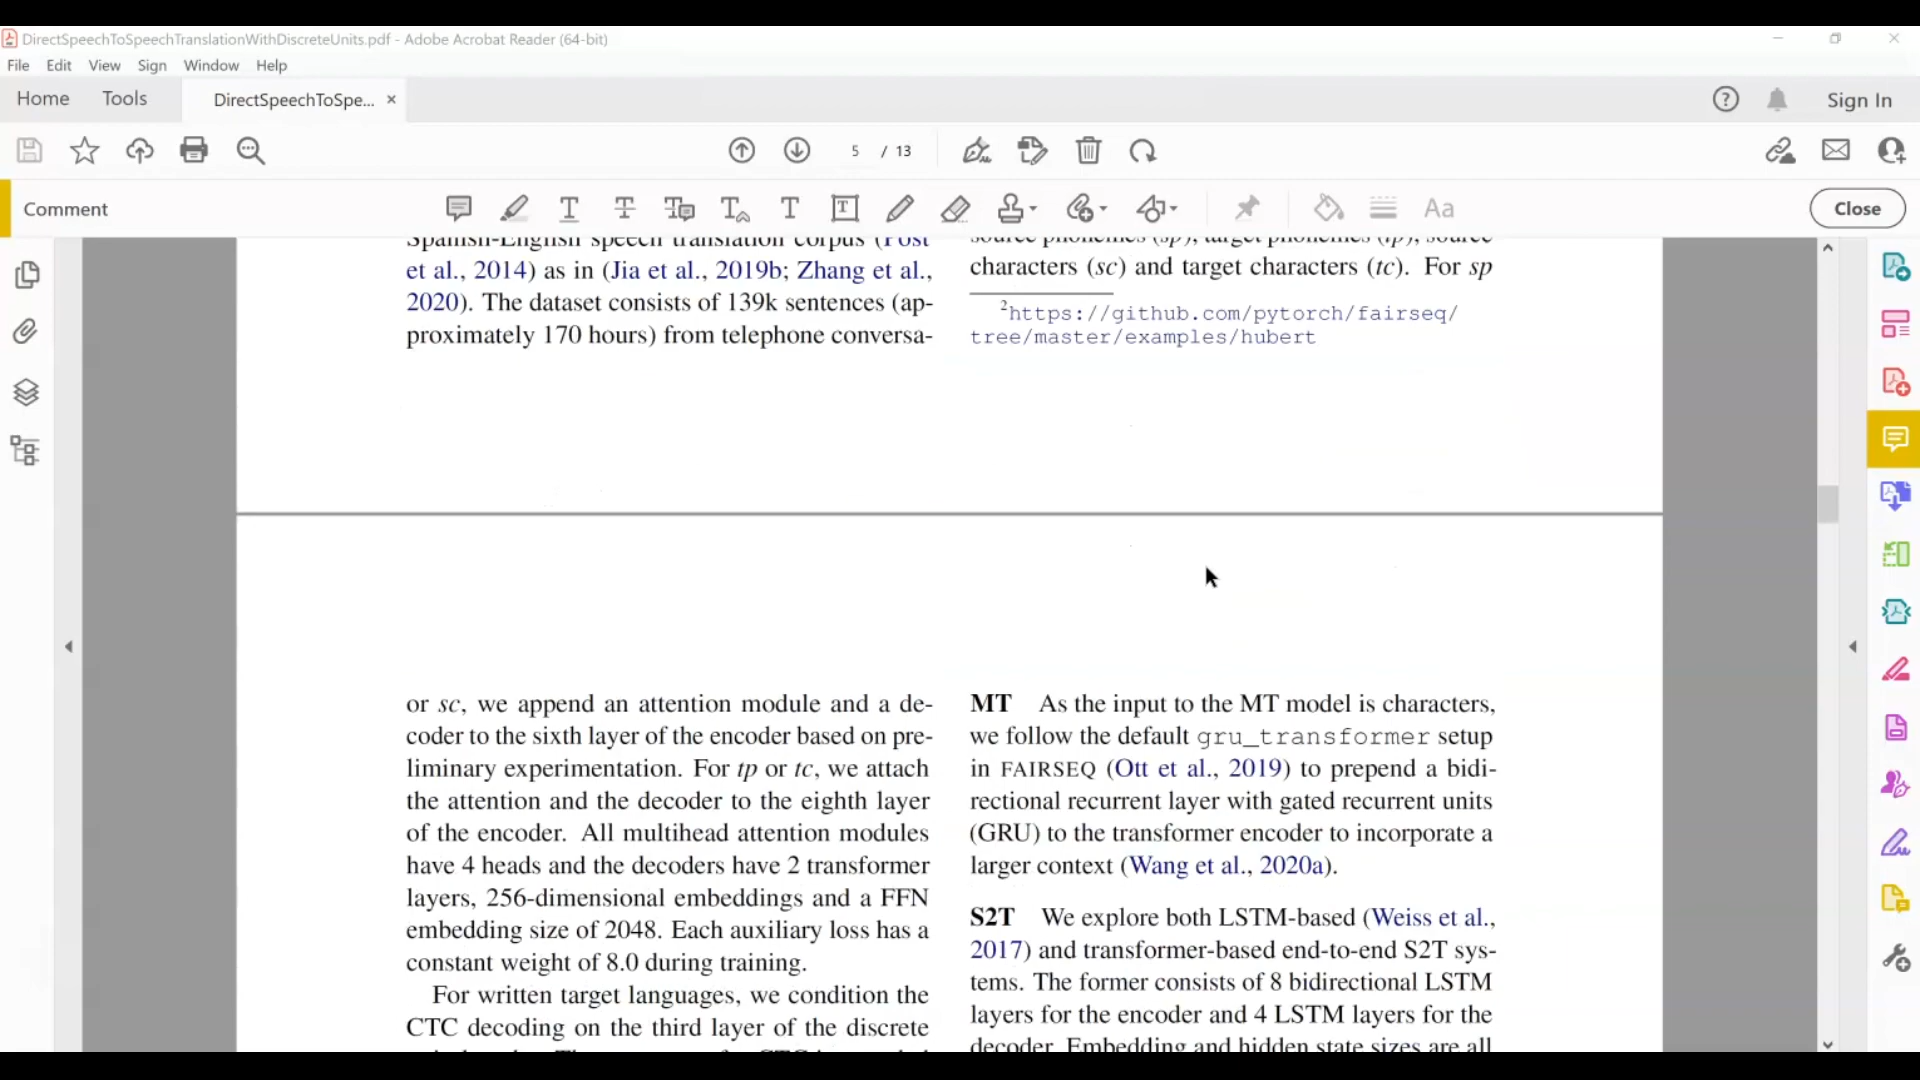 DirectSpeechToSpeechTranslationWithDiscreteUnits.pdf - Adobe Acrobat Reader (64-bit)
File Edit View Sign Window Help
Home Tools DirectSpeechToSpe... × Sign In
5 / 13
Comment Close
Spanish-English speech translation corpus (Post
et al., 2014) as in (Jia et al., 2019b; Zhang et al.,
2020). The dataset consists of 139k sentences (ap-
proximately 170 hours) from telephone conversa-
source phonemes (sp), target phonemes (tp), source
characters (sc) and target characters (tc). For sp
2https://github.com/pytorch/fairseq/
tree/master/examples/hubert
or sc, we append an attention module and a de-
coder to the sixth layer of the encoder based on pre-
liminary experimentation. For tp or tc, we attach
the attention and the decoder to the eighth layer
of the encoder. All multihead attention modules
have 4 heads and the decoders have 2 transformer
layers, 256-dimensional embeddings and a FFN
embedding size of 2048. Each auxiliary loss has a
constant weight of 8.0 during training.
For written target languages, we condition the
CTC decoding on the third layer of the discrete
MT As the input to the MT model is characters,
we follow the default gru_transformer setup
in FAIRSEQ (Ott et al., 2019) to prepend a bidi-
rectional recurrent layer with gated recurrent units
(GRU) to the transformer encoder to incorporate a
larger context (Wang et al., 2020a).
S2T We explore both LSTM-based (Weiss et al.,
2017) and transformer-based end-to-end S2T sys-
tems. The former consists of 8 bidirectional LSTM
layers for the encoder and 4 LSTM layers for the
decoder. Embedding and hidden state sizes are all